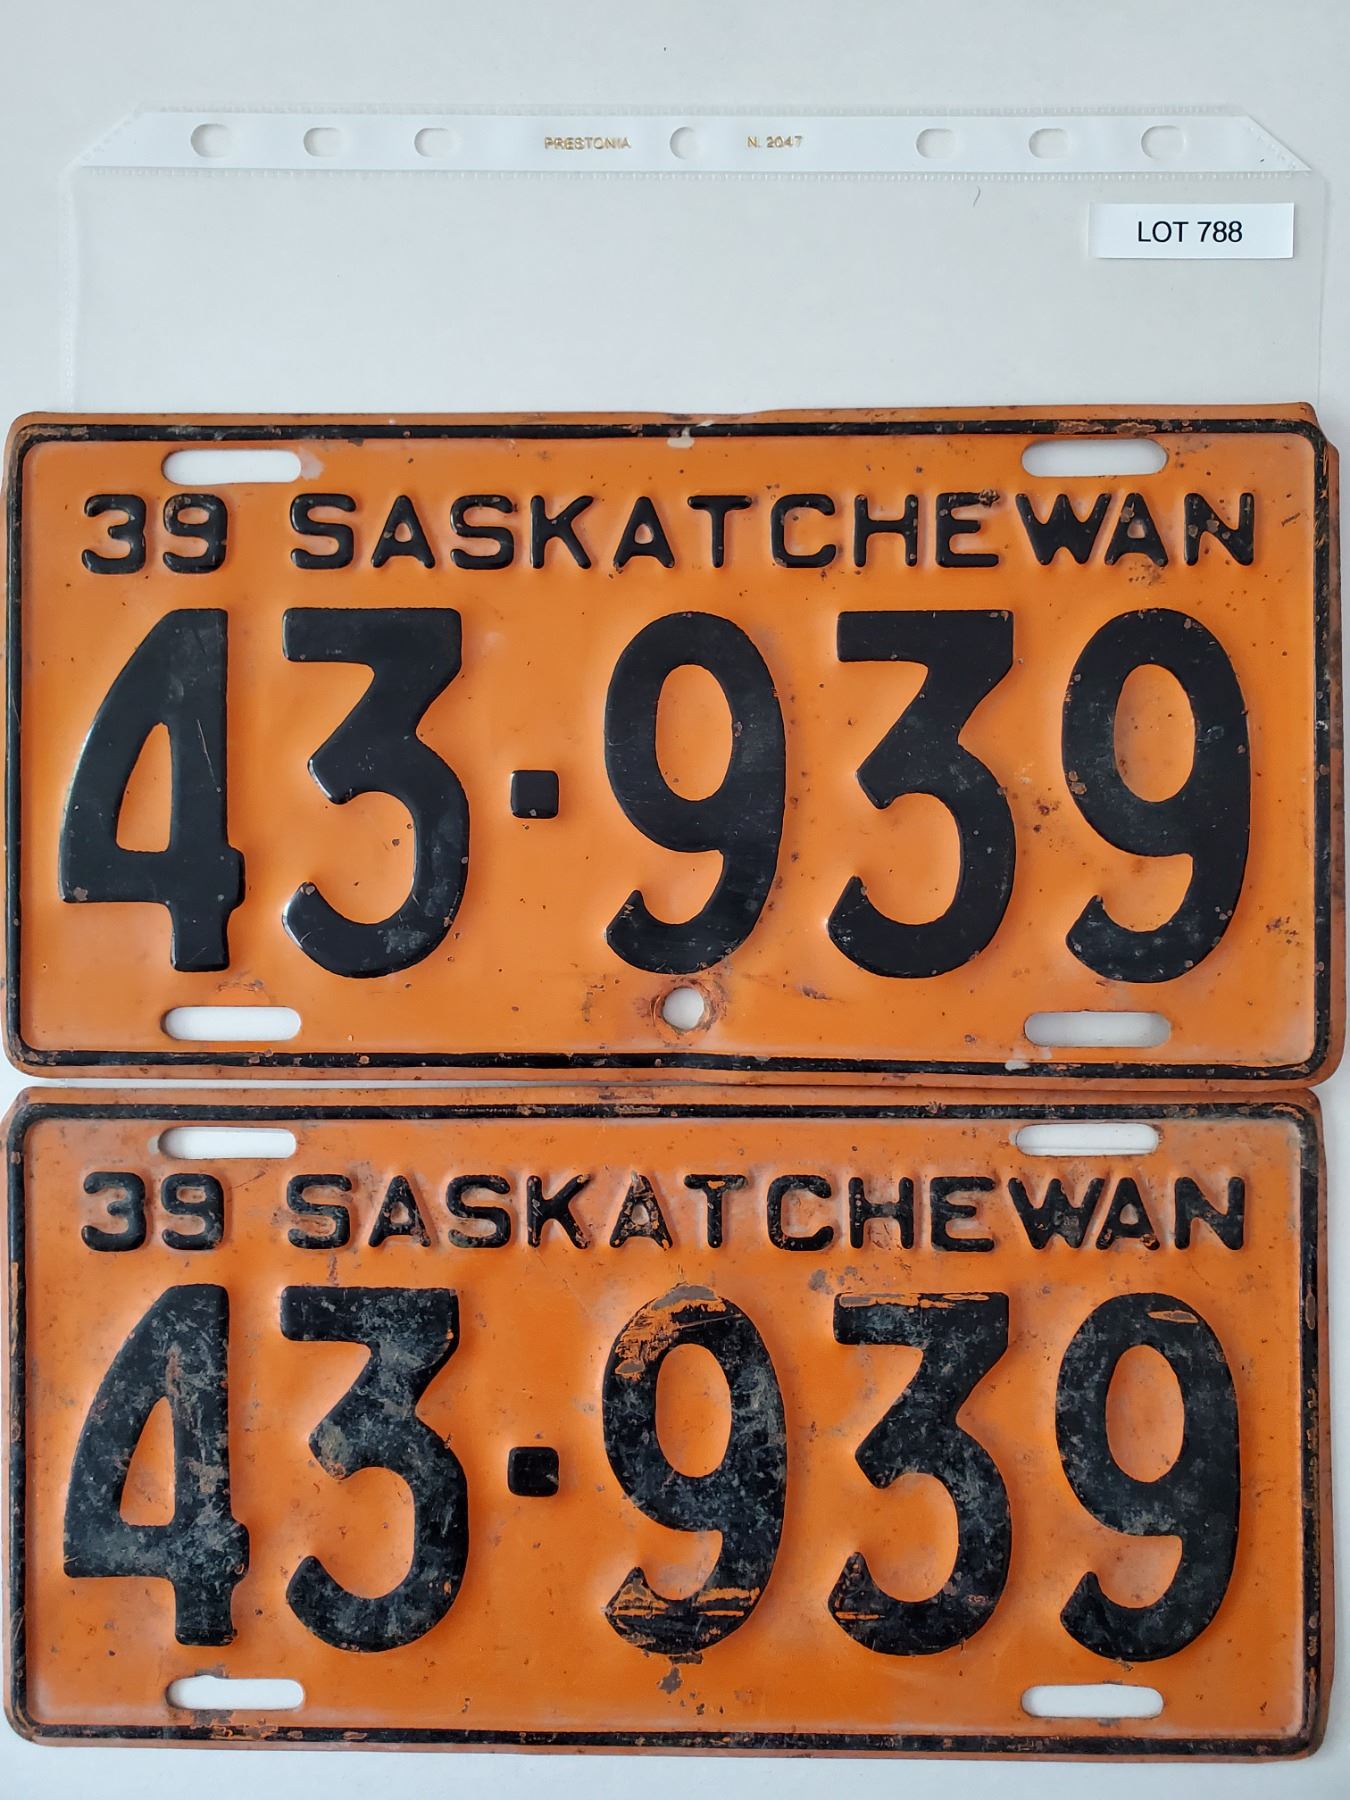 PRESTONIA N. 2047
LOT 788
39 SASKATCHEWAN
43-939
39 SASKATCHEWAN
43-939